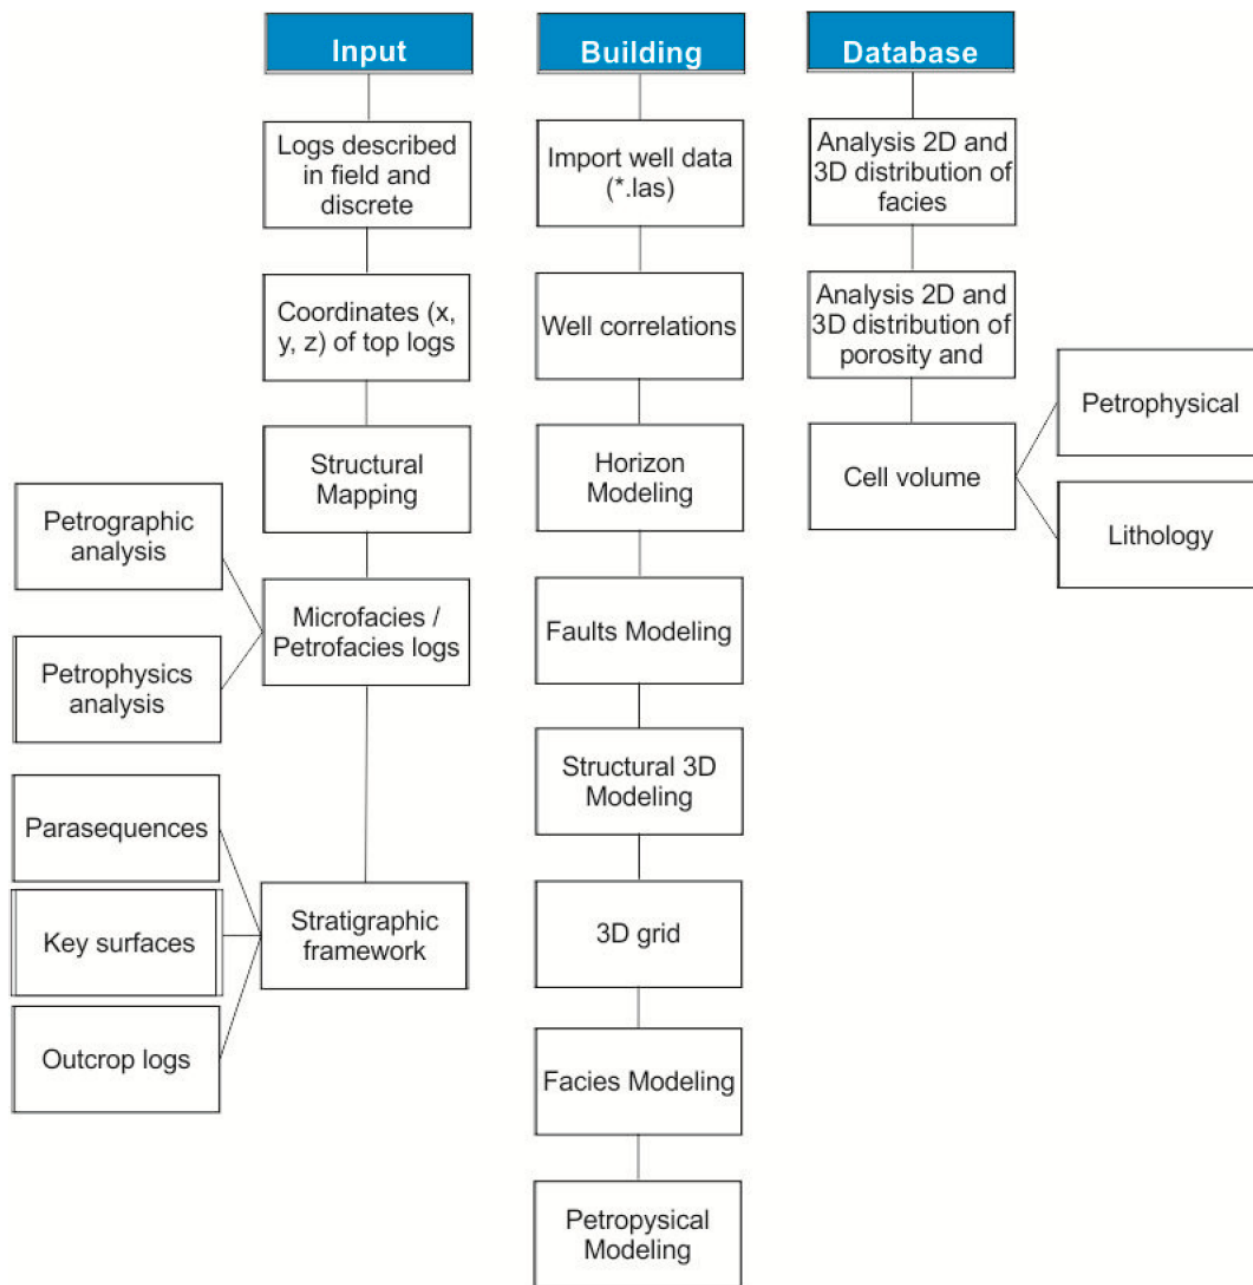 Input
Logs described
in field and
discrete
Coordinates (x,
y, z) of top logs
Structural
Mapping
Petrographic
analysis
Microfacies /
Petrofacies logs
Petrophysics
analysis
Parasequences
Key surfaces
Stratigraphic
framework
Outcrop logs
Building
Import well data
(*.las)
Well correlations
Horizon
Modeling
Faults Modeling
Structural 3D
Modeling
3D grid
Facies Modeling
Petropysical
Modeling
Database
Analysis 2D and
3D distribution of
facies
Analysis 2D and
3D distribution of
porosity and
Cell volume
Petrophysical
Lithology